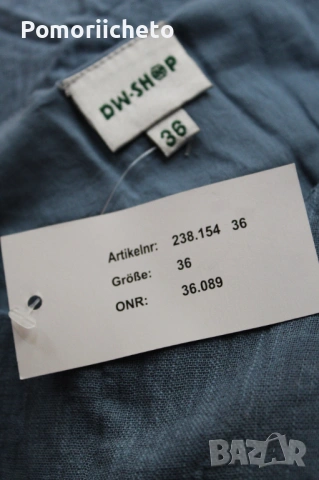 Pomoriicheto
DW-SHOP
36
Artikelnr: 238.154 36
Größe: 36
ONR: 36.089
BAZAR